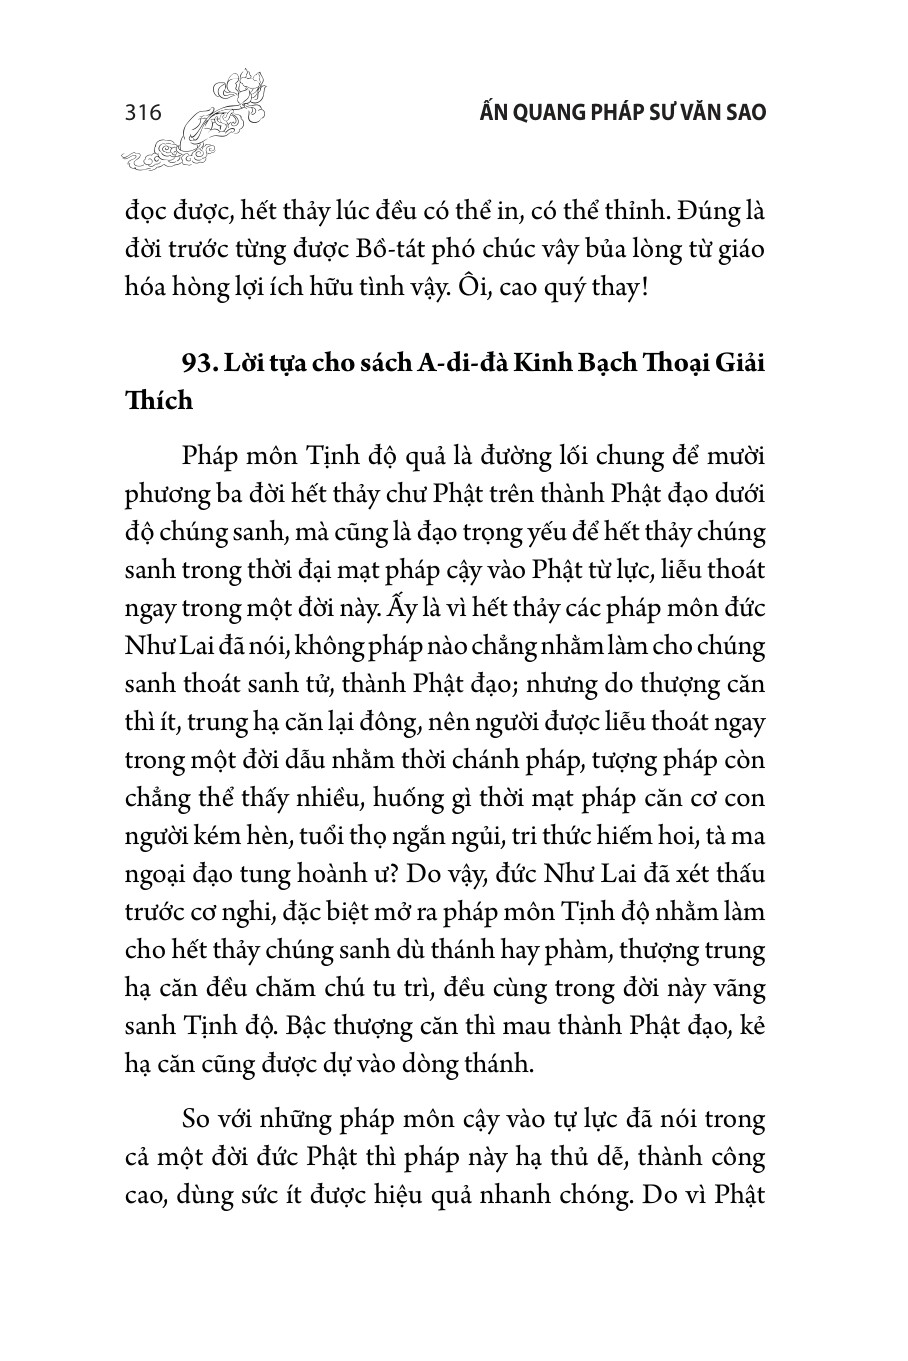 316
ẤN QUANG PHÁP SƯ VĂN SAO
đọc được, hết thảy lúc đều có thể in, có thể thỉnh. Đúng là
đời trước từng được Bồ-tát phó chúc vây bủa lòng từ giáo
hóa hòng lợi ích hữu tình vậy. Ôi, cao quý thay!
93. Lời tựa cho sách A-di-đà Kinh Bạch Thoại Giải
Thích
Pháp môn Tịnh độ quả là đường lối chung để mười
phương ba đời hết thảy chư Phật trên thành Phật đạo dưới
độ chúng sanh, mà cũng là đạo trọng yếu để hết thảy chúng
sanh trong thời đại mạt pháp cậy vào Phật từ lực, liễu thoát
ngay trong một đời này. Ấy là vì hết thảy các pháp môn đức
Như Lai đã nói, không pháp nào chẳng nhằm làm cho chúng
sanh thoát sanh tử, thành Phật đạo; nhưng do thượng căn
thì ít, trung hạ căn lại đông, nên người được liễu thoát ngay
trong một đời dẫu nhằm thời chánh pháp, tượng pháp còn
chẳng thể thấy nhiều, huống gì thời mạt pháp căn cơ con
người kém hèn, tuổi thọ ngắn ngủi, tri thức hiếm hoi, tà ma
ngoại đạo tung hoành ư? Do vậy, đức Như Lai đã xét thấu
trước cơ nghi, đặc biệt mở ra pháp môn Tịnh độ nhằm làm
cho hết thảy chúng sanh dù thánh hay phàm, thượng trung
hạ căn đều chăm chú tu trì, đều cùng trong đời này vãng
sanh Tịnh độ. Bậc thượng căn thì mau thành Phật đạo, kẻ
hạ căn cũng được dự vào dòng thánh.
So với những pháp môn cậy vào tự lực đã nói trong
cả một đời đức Phật thì pháp này hạ thủ dễ, thành công
cao, dùng sức ít được hiệu quả nhanh chóng. Do vì Phật